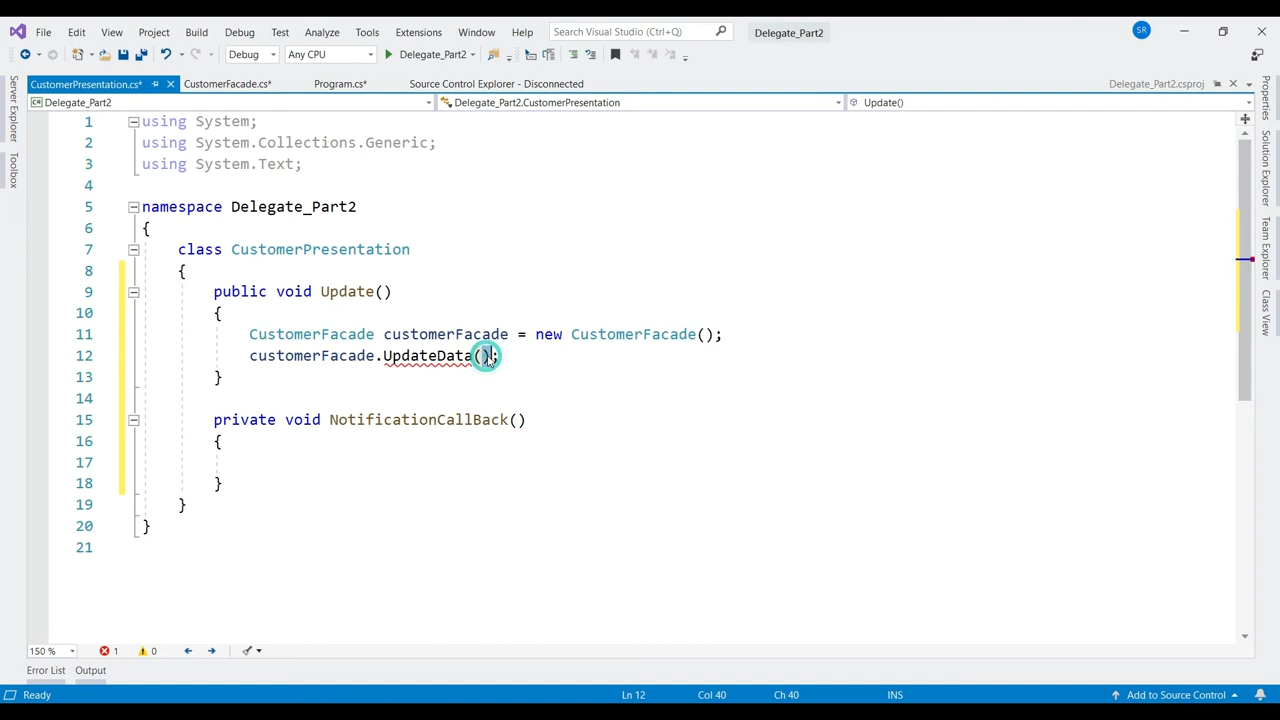 File Edit View Project Build Debug Test Analyze Tools Extensions Window Help Search Visual Studio (Ctrl+Q) Delegate_Part2 SR
Debug Any CPU Delegate_Part2
CustomerPresentation.cs* CustomerFacade.cs* Program.cs* Source Control Explorer - Disconnected Delegate_Part2.csproj
Delegate_Part2 Delegate_Part2.CustomerPresentation Update()
Server Explorer
Toolbox
1 using System;
2 using System.Collections.Generic;
3 using System.Text;
4
5 namespace Delegate_Part2
6 {
7 class CustomerPresentation
8 {
9 public void Update()
10 {
11 CustomerFacade customerFacade = new CustomerFacade();
12 customerFacade.UpdateData();
13 }
14
15 private void NotificationCallBack()
16 {
17
18 }
19 }
20 }
21
Properties
Solution Explorer
Team Explorer
Class View
150 % 1 0
Error List Output
Ready Ln 12 Col 40 Ch 40 INS Add to Source Control